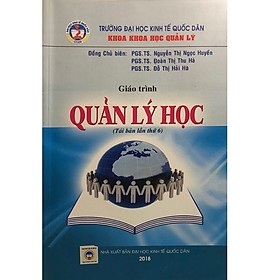 TRƯỜNG ĐẠI HỌC KINH TẾ QUỐC DÂN
KHOA KHOA HỌC QUẢN LÝ
Đồng Chủ biên: PGS.TS. Nguyễn Thị Ngọc Huyền
PGS.TS. Đoàn Thị Thu Hà
PGS.TS. Đỗ Thị Hải Hà
Giáo trình
QUẢN LÝ HỌC
(Tái bản lần thứ 6)
NHÀ XUẤT BẢN ĐẠI HỌC KINH TẾ QUỐC DÂN
2018